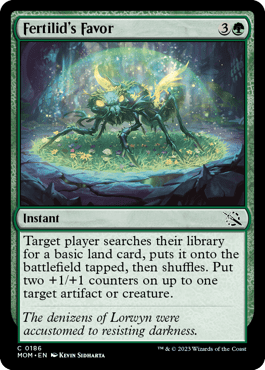 Fertilid's Favor 3
Instant
Target player searches their library
for a basic land card, puts it onto the
battlefield tapped, then shuffles. Put
two +1/+1 counters on up to one
target artifact or creature.
The denizens of Lorwyn were
accustomed to resisting darkness.
C 0186
MOM • EN Kevin Sidharta
™ & © 2023 Wizards of the Coast